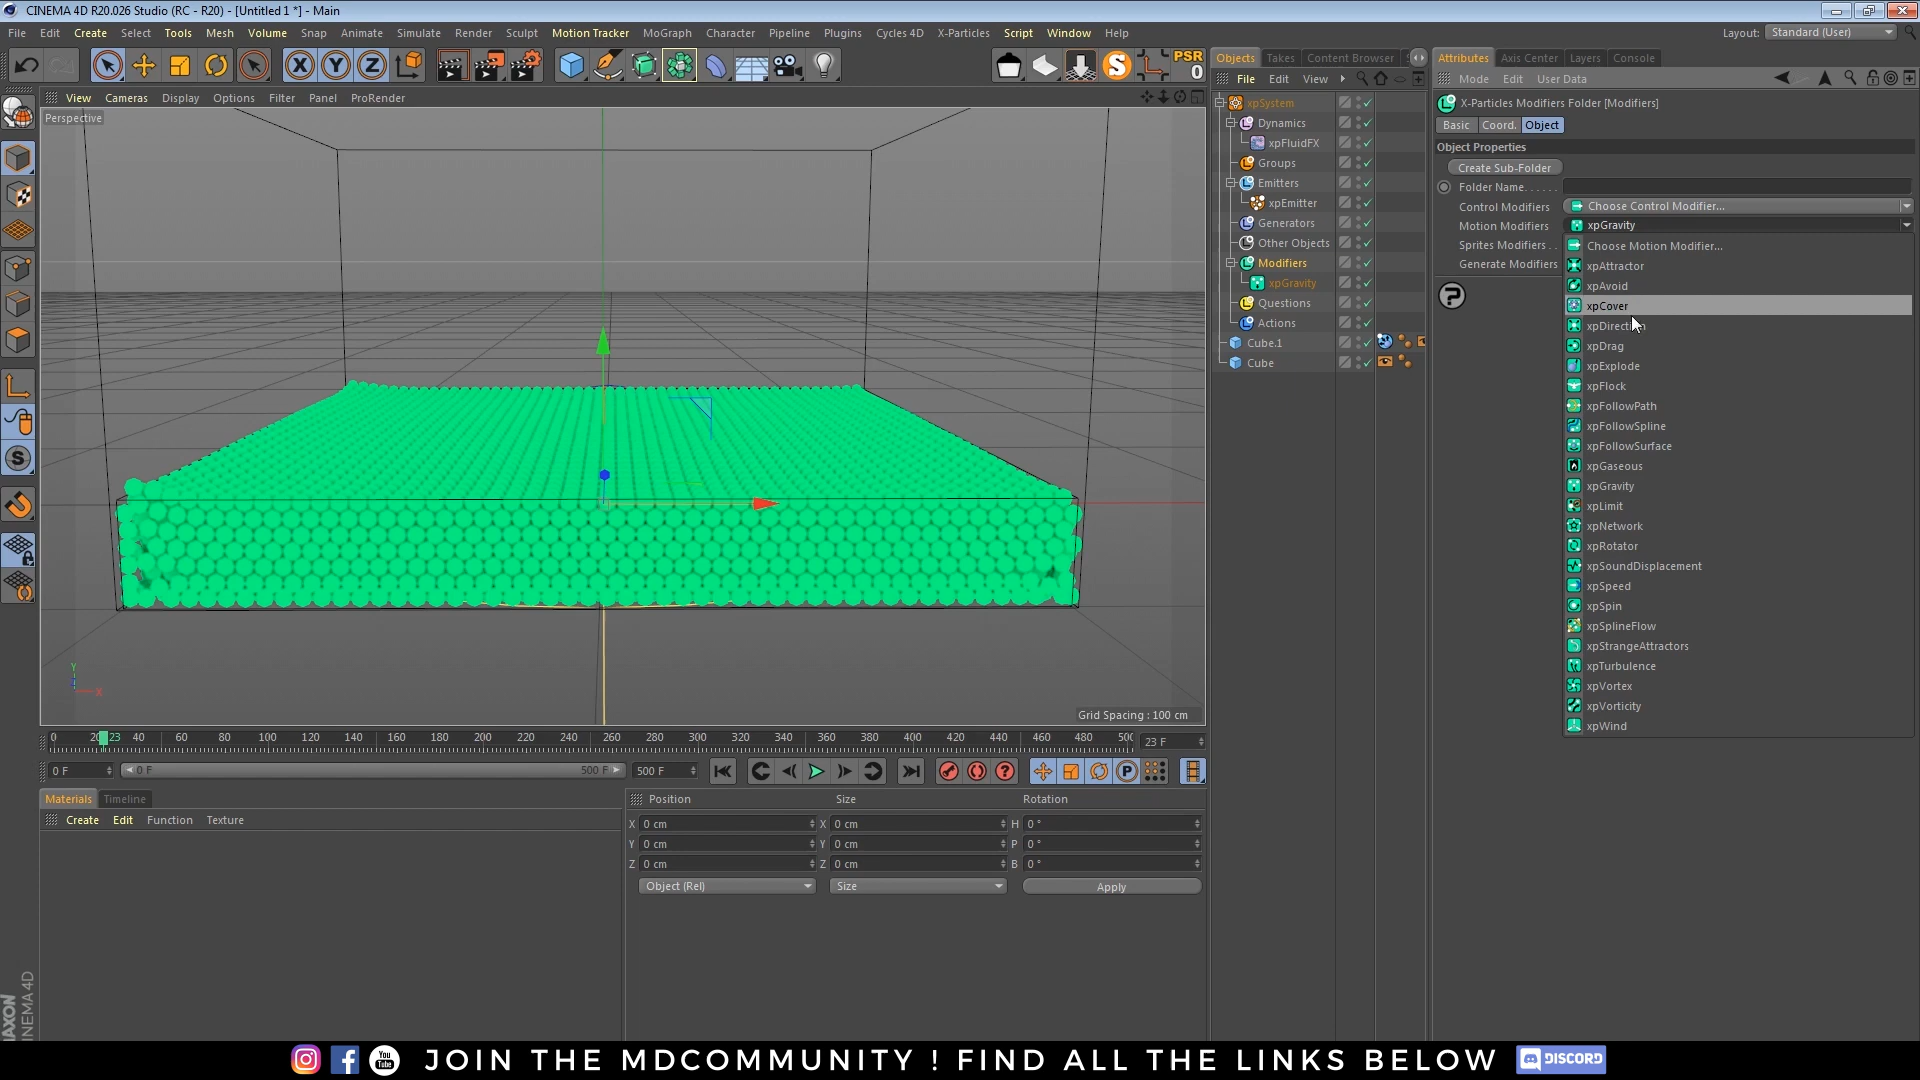 CINEMA 4D R20.026 Studio (RC - R20) - [Untitled 1 *] - Main
File Edit Create Select Tools Mesh Volume Snap Animate Simulate Render Sculpt Motion Tracker MoGraph Character Pipeline Plugins Cycles 4D X-Particles Script Window Help
Layout: Standard (User)
X Y Z
S PSR 0
Objects Takes Content Browser
File Edit View
View Cameras Display Options Filter Panel ProRender
Perspective
Grid Spacing : 100 cm
Y
X
xpSystem
Dynamics
xpFluidFX
Groups
Emitters
xpEmitter
Generators
Other Objects
Modifiers
xpGravity
Questions
Actions
Cube.1
Cube
Attributes Axis Center Layers Console
Mode Edit User Data
X-Particles Modifiers Folder [Modifiers]
Basic Coord. Object
Object Properties
Create Sub-Folder
Folder Name. . . . . .
Control Modifiers Choose Control Modifier...
Motion Modifiers xpGravity
Sprites Modifiers . .
Generate Modifiers
Choose Motion Modifier...
xpAttractor
xpAvoid
xpCover
xpDirection
xpDrag
xpExplode
xpFlock
xpFollowPath
xpFollowSpline
xpFollowSurface
xpGaseous
xpGravity
xpLimit
xpNetwork
xpRotator
xpSoundDisplacement
xpSpeed
xpSpin
xpSplineFlow
xpStrangeAttractors
xpTurbulence
xpVortex
xpVorticity
xpWind
0 20 23 40 60 80 100 120 140 160 180 200 220 240 260 280 300 320 340 360 380 400 420 440 460 480 500 23 F
0 F 0 F 500 F 500 F
Materials Timeline
Create Edit Function Texture
Position Size Rotation
X 0 cm X 0 cm H 0 °
Y 0 cm Y 0 cm P 0 °
Z 0 cm Z 0 cm B 0 °
Object (Rel) Size Apply
You Tube JOIN THE MDCOMMUNITY ! FIND ALL THE LINKS BELOW DISCORD